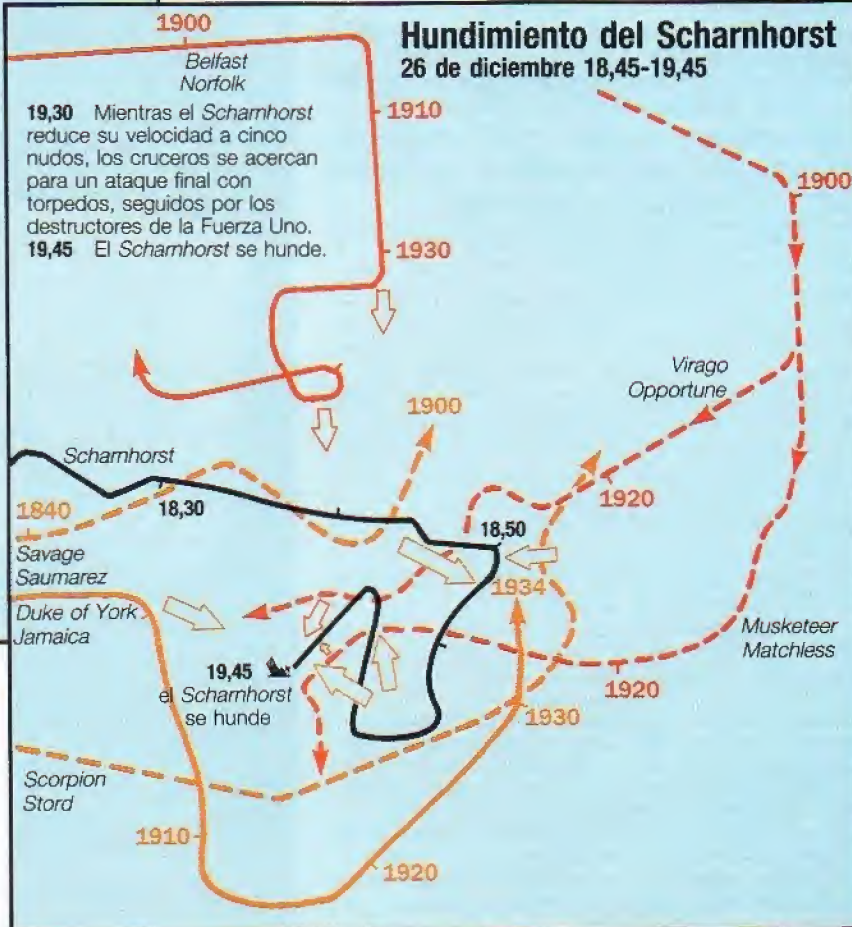 Hundimiento del Scharnhorst
26 de diciembre 18,45-19,45
1900
Belfast
Norfolk
19,30 Mientras el Scharnhorst
reduce su velocidad a cinco
nudos, los cruceros se acercan
para un ataque final con
torpedos, seguidos por los
destructores de la Fuerza Uno.
19,45 El Scharnhorst se hunde.
1910
1930
1900
Virago
Opportune
1900
Scharnhorst
18,30
1840
18,50
1920
Savage
Saumarez
1934
Duke of York
Jamaica
Musketeer
Matchless
19,45
el Scharnhorst
se hunde
1920
1930
Scorpion
Stord
1910
1920